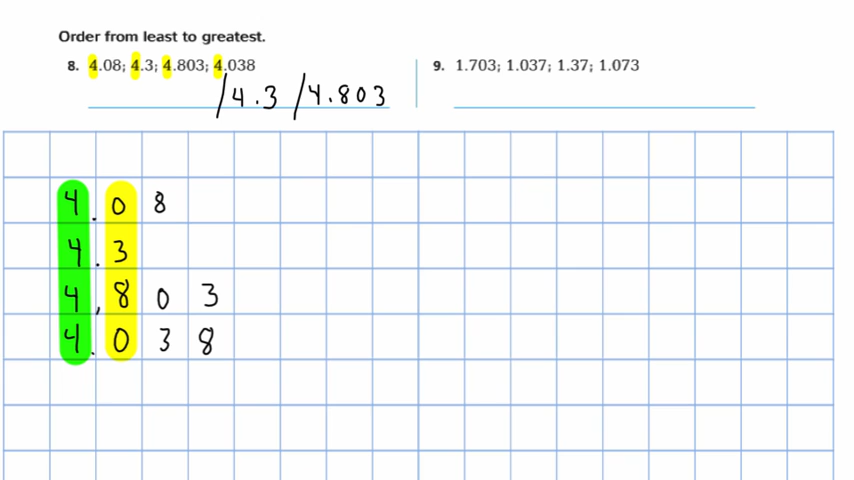 Order from least to greatest.
8. 4.08; 4.3; 4.803; 4.038
/4.3 /4.803
9. 1.703; 1.037; 1.37; 1.073
4.08
4.3
4,803
4.038